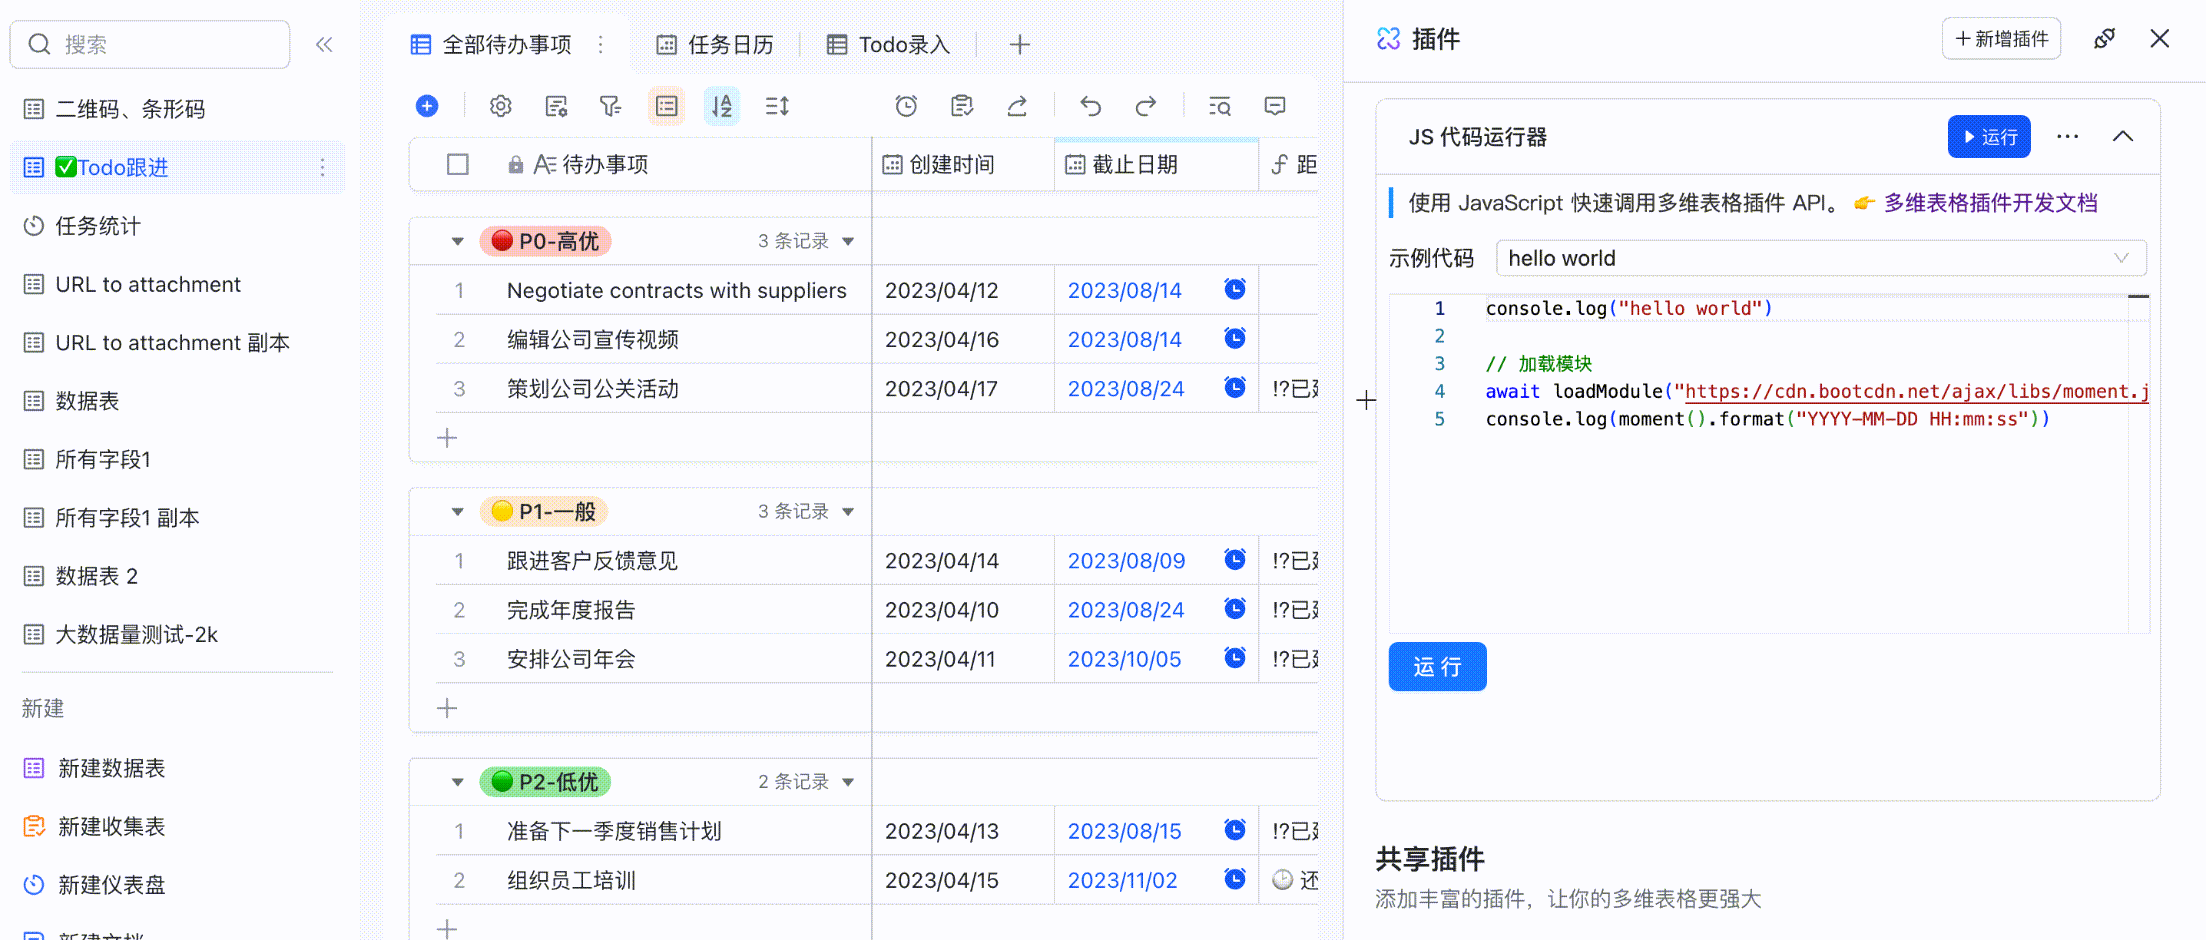 搜索
二维码、条形码
✅Todo跟进
任务统计
URL to attachment
URL to attachment 副本
数据表
所有字段1
所有字段1 副本
数据表 2
大数据量测试-2k
新建
新建数据表
新建收集表
新建仪表盘
全部待办事项
任务日历
Todo录入
待办事项 创建时间 截止日期 距
P0-高优 3 条记录
1 Negotiate contracts with suppliers 2023/04/12 2023/08/14
2 编辑公司宣传视频 2023/04/16 2023/08/14
3 策划公司公关活动 2023/04/17 2023/08/24 !?已
P1-一般 3 条记录
1 跟进客户反馈意见 2023/04/14 2023/08/09 !?已
2 完成年度报告 2023/04/10 2023/08/24 !?已
3 安排公司年会 2023/04/11 2023/10/05 !?已
P2-低优 2 条记录
1 准备下一季度销售计划 2023/04/13 2023/08/15 !?已
2 组织员工培训 2023/04/15 2023/11/02 还
插件
+新增插件
JS 代码运行器
运行
使用 JavaScript 快速调用多维表格插件 API。 👉 多维表格插件开发文档
示例代码 hello world
1 console.log("hello world")
2
3 // 加载模块
4 await loadModule("https://cdn.bootcdn.net/ajax/libs/moment.j
5 console.log(moment().format("YYYY-MM-DD HH:mm:ss"))
运 行
共享插件
添加丰富的插件，让你的多维表格更强大